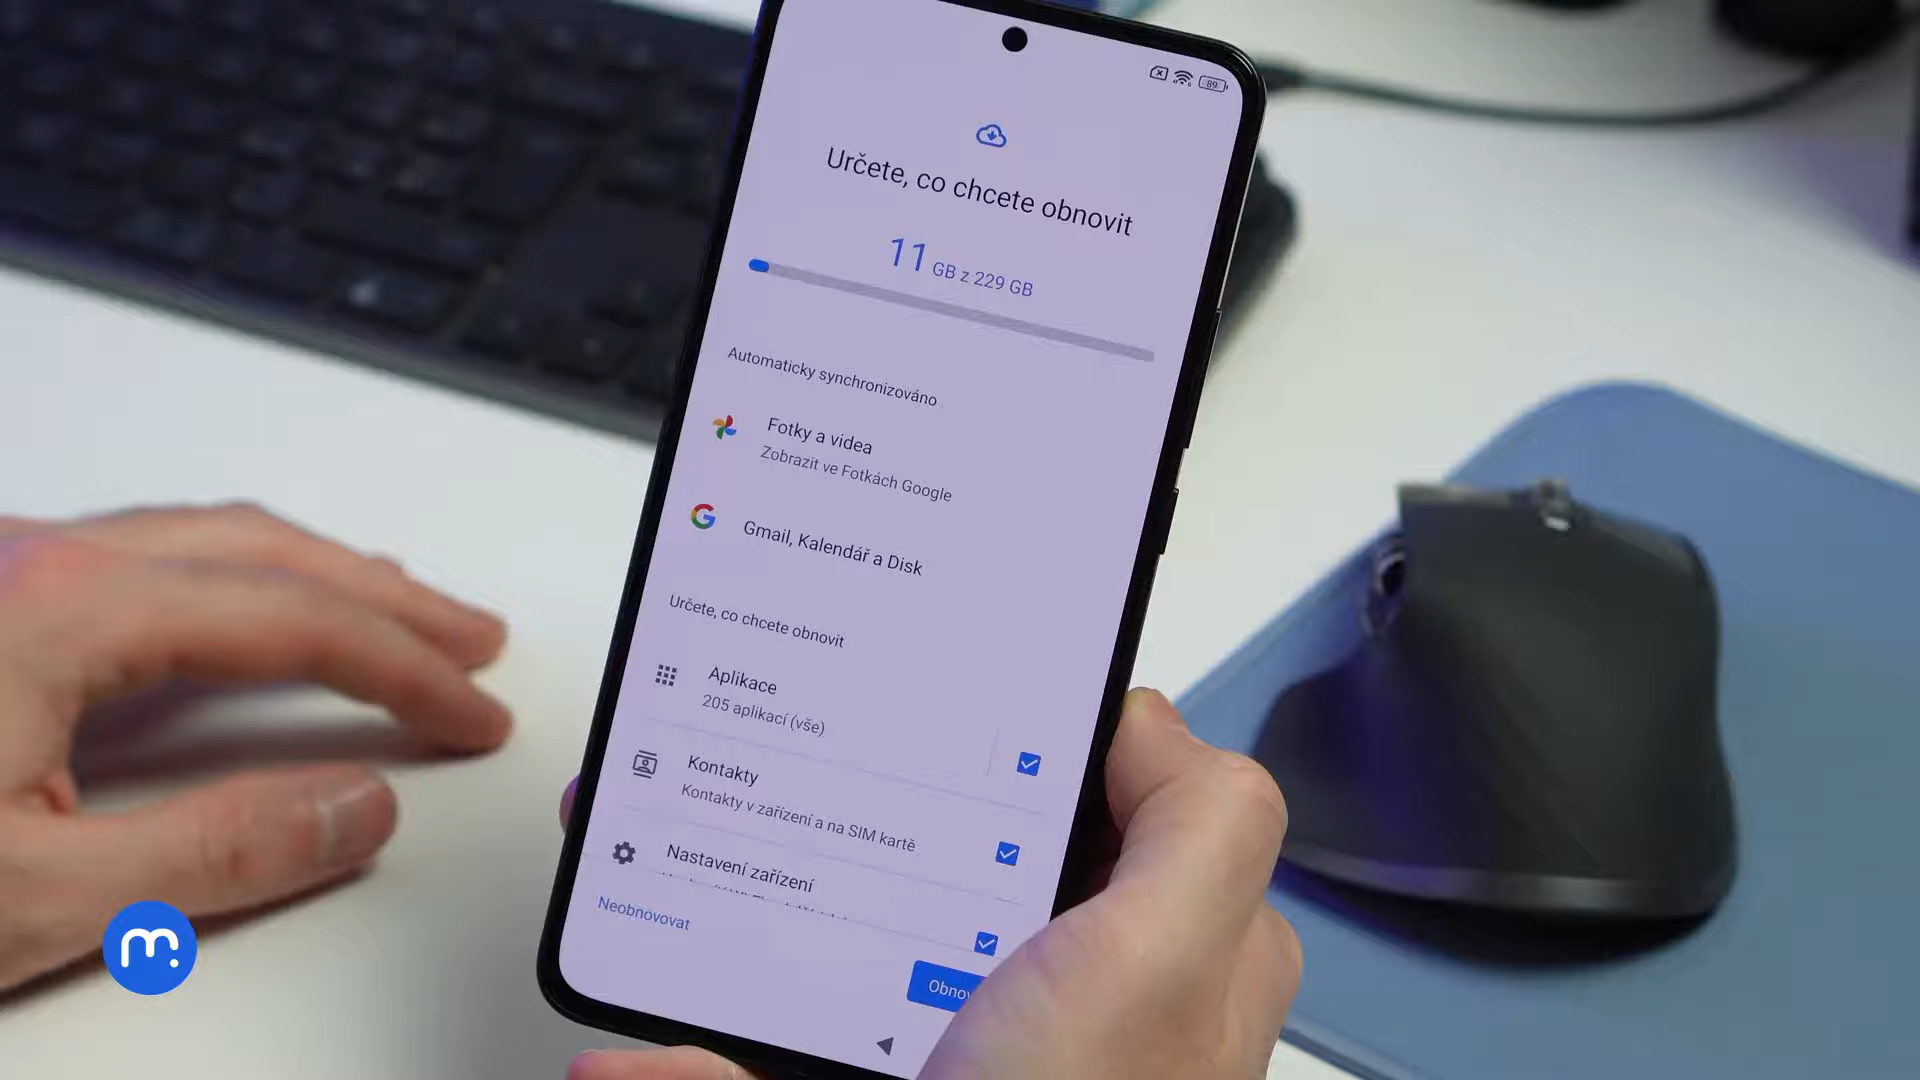 89
Určete, co chcete obnovit
11 GB z 229 GB
Automaticky synchronizováno
Fotky a videa
Zobrazit ve Fotkách Google
Gmail, Kalendář a Disk
Určete, co chcete obnovit
Aplikace
205 aplikací (vše)
Kontakty
Kontakty v zařízení a na SIM kartě
Nastavení zařízení
Neobnovovat
m.